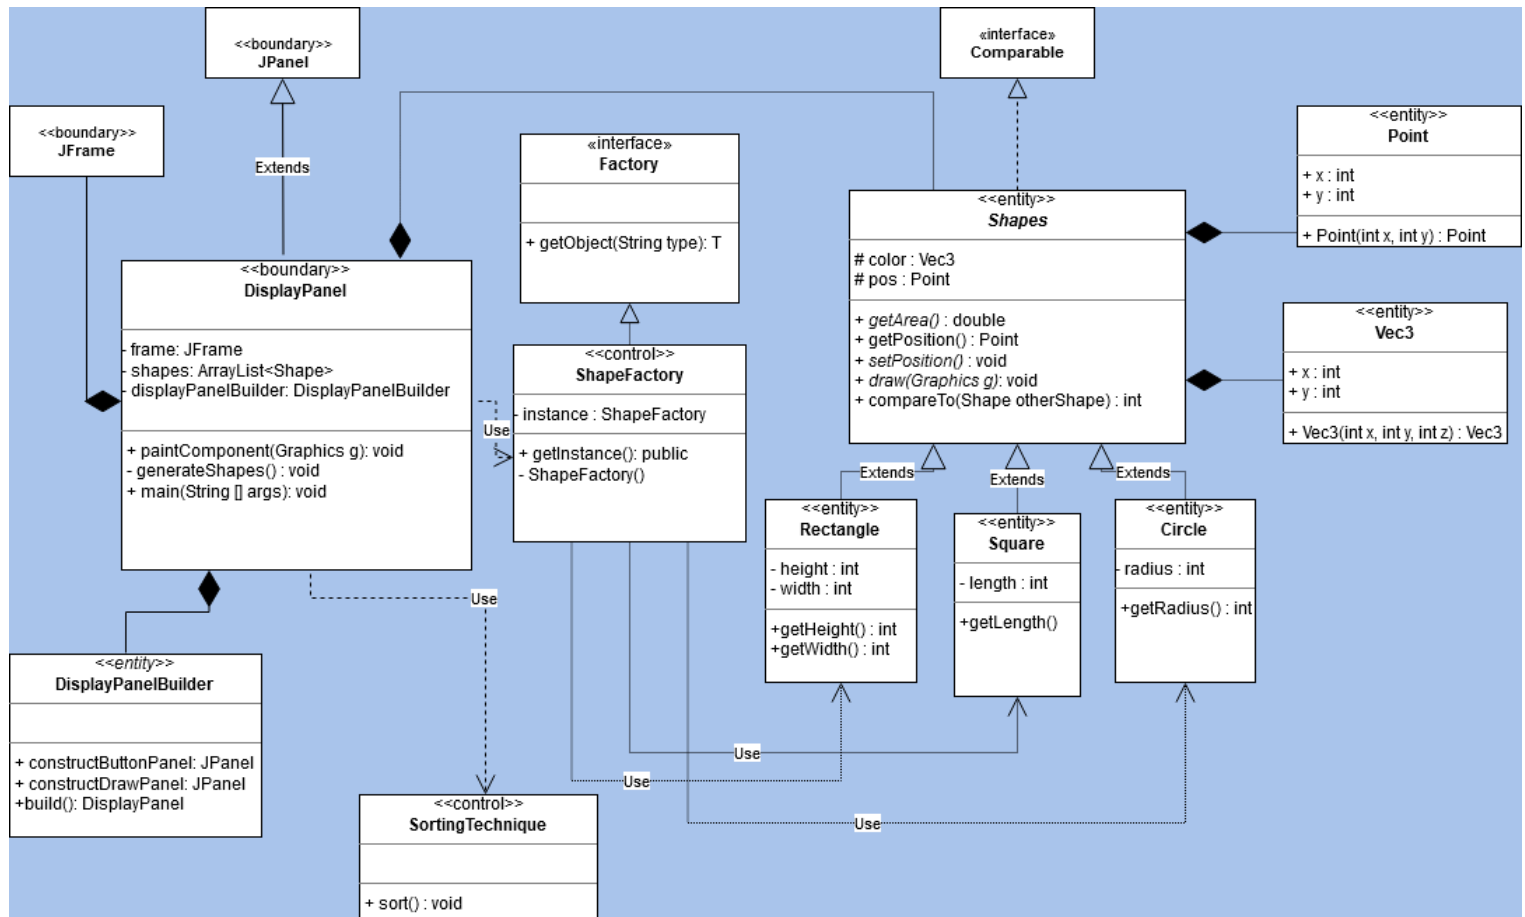 <<boundary>>
JPanel
«interface»
Comparable
<<boundary>>
JFrame
Extends
«interface»
Factory
+ getObject(String type): T
<<entity>>
Point
+ x : int
+ y : int
+ Point(int x, int y) : Point
<<entity>>
Shapes
# color : Vec3
# pos : Point
+ getArea() : double
+ getPosition() : Point
+ setPosition() : void
+ draw(Graphics g): void
+ compareTo(Shape otherShape) : int
<<boundary>>
DisplayPanel
- frame: JFrame
- shapes: ArrayList<Shape>
- displayPanelBuilder: DisplayPanelBuilder
+ paintComponent(Graphics g): void
- generateShapes() : void
+ main(String [] args): void
Use
<<control>>
ShapeFactory
- instance : ShapeFactory
+ getInstance(): public
- ShapeFactory()
<<entity>>
Vec3
+ x : int
+ y : int
+ Vec3(int x, int y, int z) : Vec3
Extends
Extends
Extends
<<entity>>
Rectangle
- height : int
- width : int
+getHeight() : int
+getWidth() : int
<<entity>>
Square
- length : int
+getLength()
<<entity>>
Circle
- radius : int
+getRadius() : int
Use
<<entity>>
DisplayPanelBuilder
+ constructButtonPanel: JPanel
+ constructDrawPanel: JPanel
+build(): DisplayPanel
Use
Use
Use
<<control>>
SortingTechnique
+ sort() : void